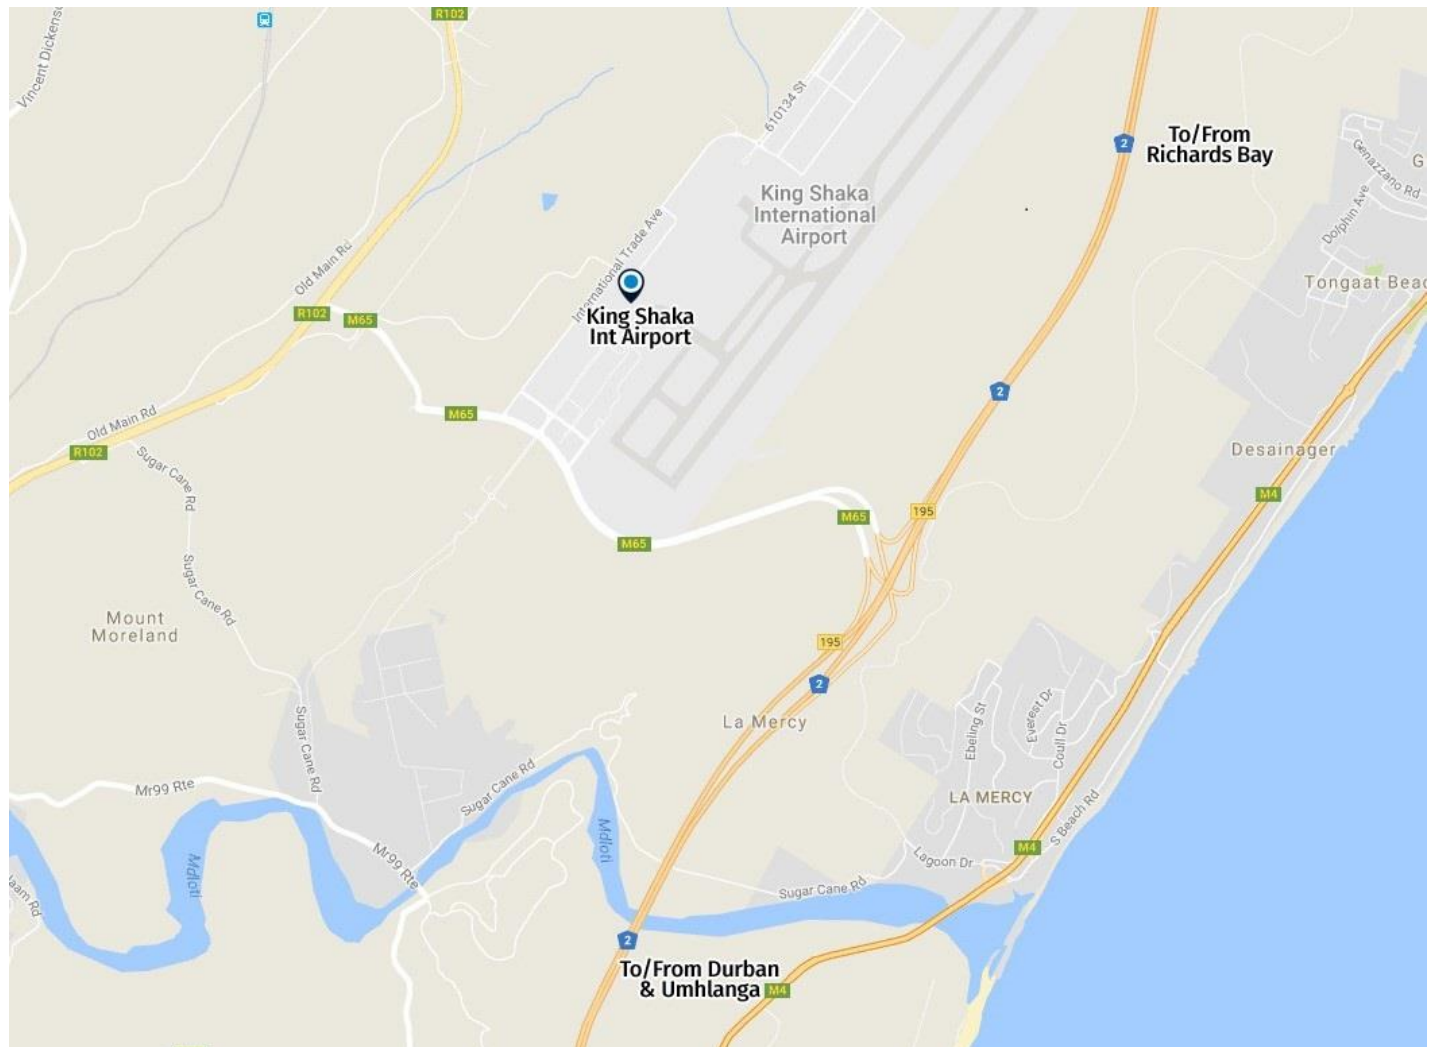 R102
Vincent Dickens
610134 St
2
To/From
Richards Bay
Genazzano Rd
G
Dolphin Ave
King Shaka
International
Airport
International Trade Ave
Old Main Rd
Tongaat Beac
R102
M65
King Shaka
Int Airport
2
M65
Old Main Rd
R102
Sugar Cane Rd
Desainager
M4
195
M65
M65
Sugar Cane Rd
Mount
Moreland
195
2
La Mercy
Sugar Cane Rd
Ebeling St
Everest Dr
Coull Dr
Mr99 Rte
Sugar Cane Rd
LA MERCY
S Beach Rd
Mdloti
Mdloti
Mr99 Rte
M4
Lagoon Dr
Sugar Cane Rd
aam Rd
2
To/From Durban
& Umhlanga
M4